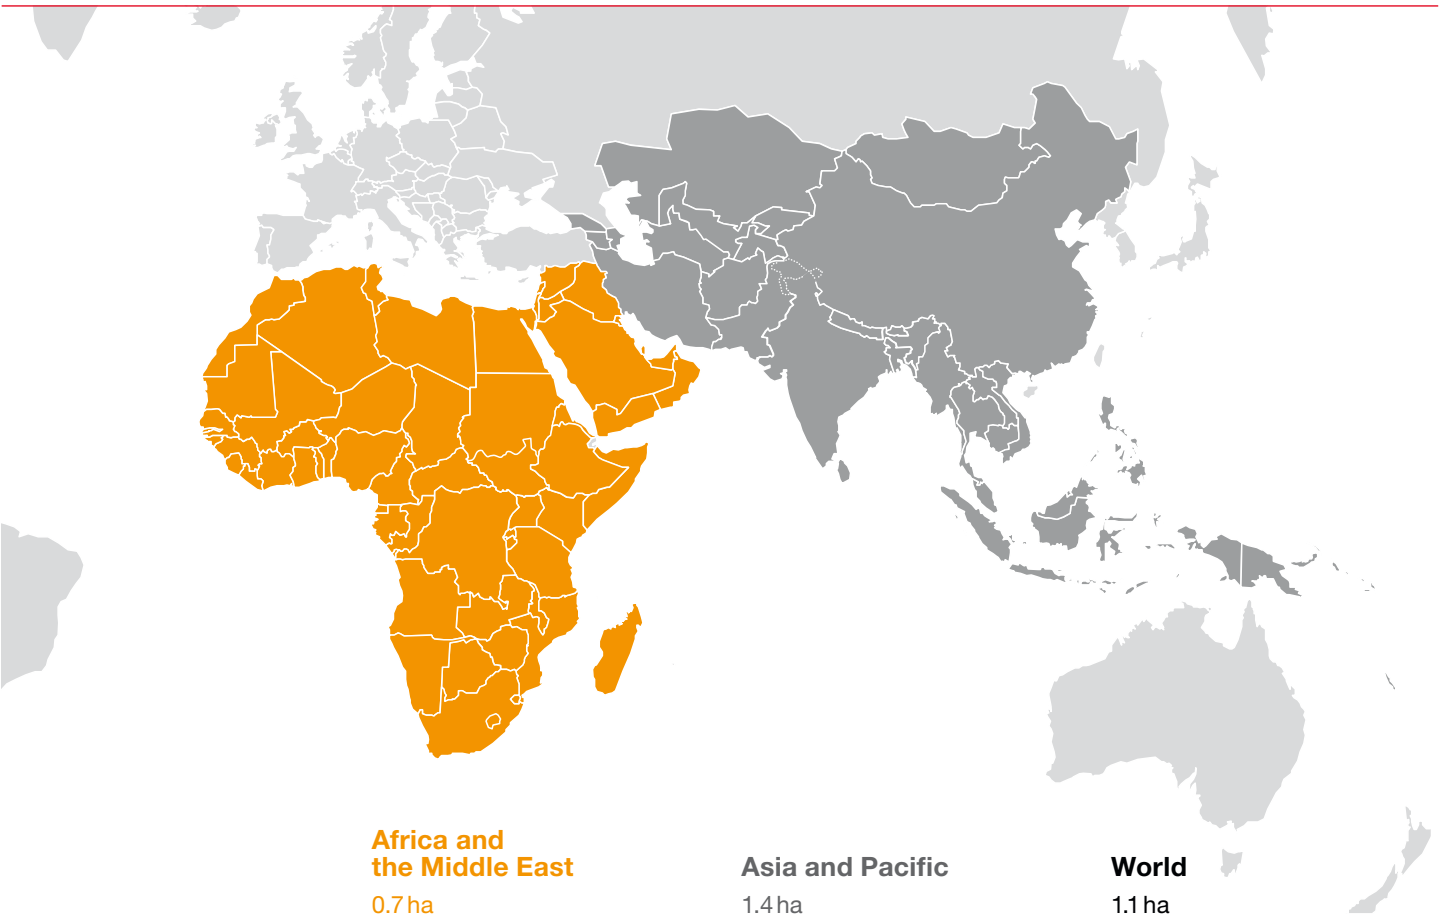 Africa and
the Middle East
0.7 ha
Asia and Pacific
1.4 ha
World
1.1 ha